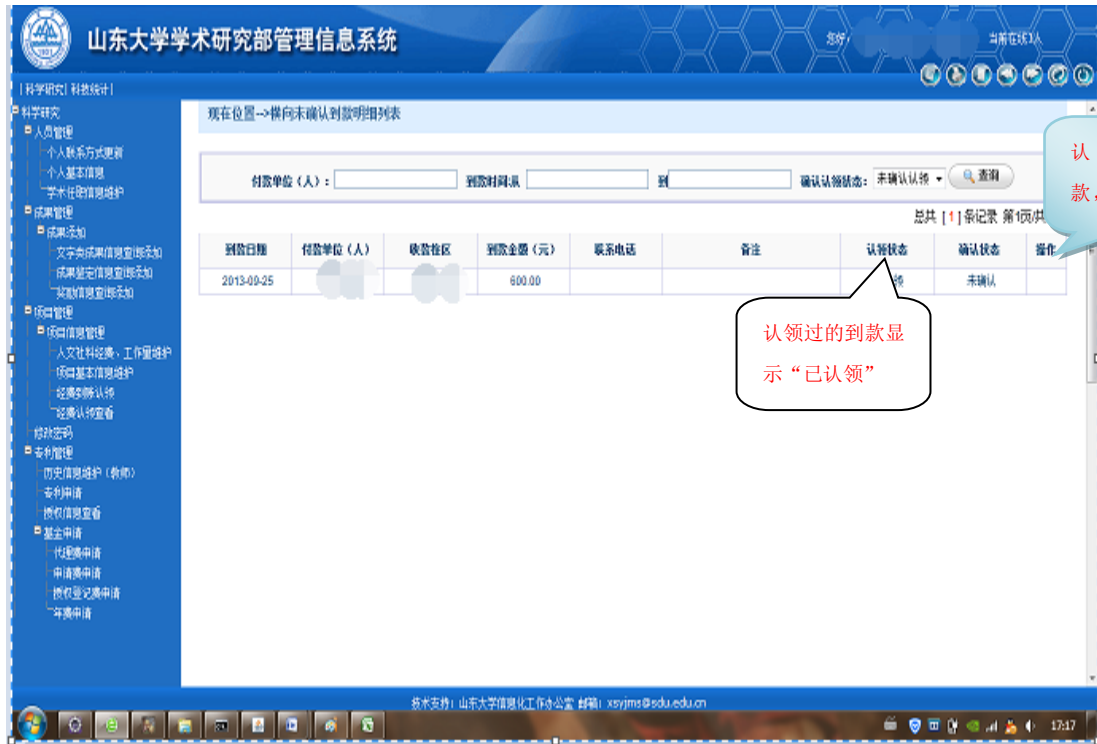 山东大学学术研究部管理信息系统
您好,
当前在线1人
|科学研究| 科技统计|
科学研究
人员管理
个人联系方式更新
个人基本信息
学术任职信息维护
成果管理
成果添加
文字类成果信息查询添加
成果鉴定信息查询添加
奖励信息查询添加
项目管理
项目信息管理
人文社科经费、工作量维护
项目基本信息维护
经费到账认领
经费认领查看
修改密码
专利管理
历史信息维护(教师)
专利申请
授权信息查看
基金申请
代理费申请
申请费申请
授权登记费申请
年费申请
现在位置-->横向未确认到款明细列表
付款单位(人): 到款时间:从 到 确认认领状态: 未确认认领 查询
总共 [1] 条记录 第1页/共
到款日期 付款单位(人) 收款校区 到款金额(元) 联系电话 备注 认领状态 确认状态 操作
2013-09-25 600.00 领 未确认
认领过的到款显
示“已认领”
认
款,
技术支持:山东大学信息化工作办公室 邮箱:xsyjms@sdu.edu.cn
17:17